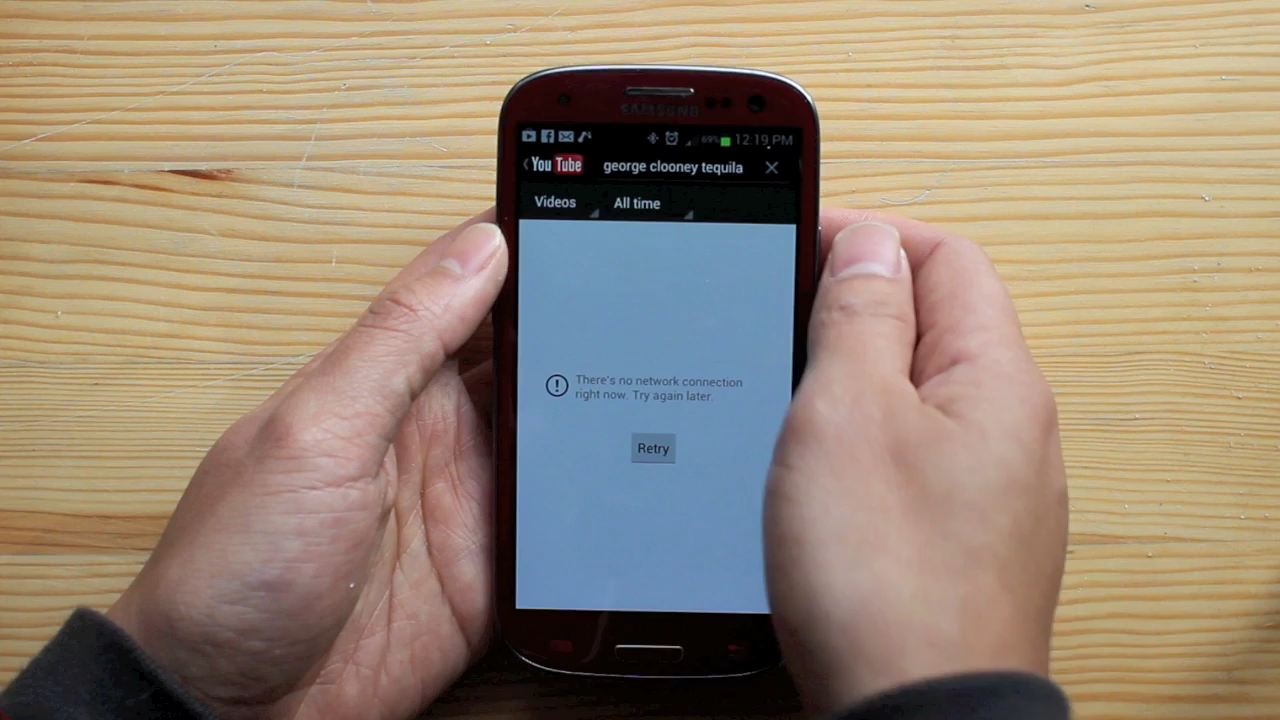 SAMSUNG
69% 12:19 PM
YouTube george clooney tequila
Videos All time
There's no network connection
right now. Try again later.
Retry